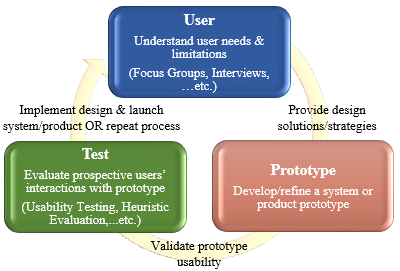 User
Understand user needs &
limitations
(Focus Groups, Interviews,
…etc.)
Implement design & launch
system/product OR repeat process
Provide design
solutions/strategies
Test
Evaluate prospective users'
interactions with prototype
(Usability Testing, Heuristic
Evaluation,...etc.)
Prototype
Develop/refine a system or
product prototype
Validate prototype
usability